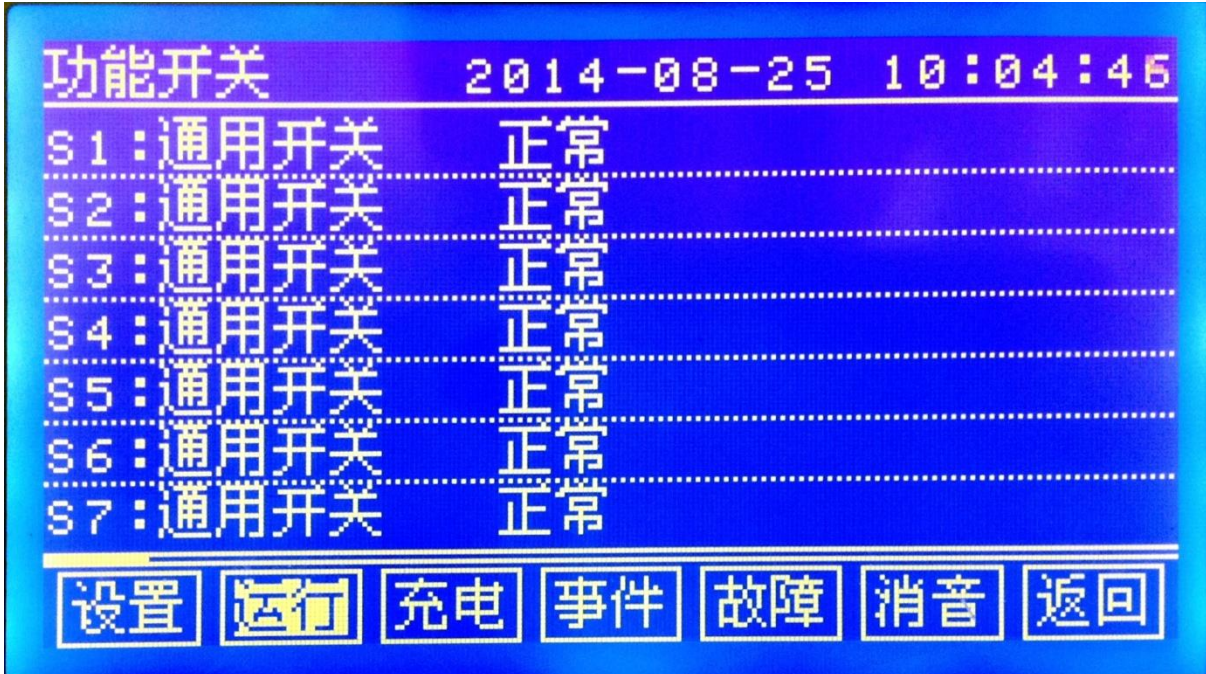 功能开关 2014-08-25 10:04:46
S1:通用开关 正常
S2:通用开关 正常
S3:通用开关 正常
S4:通用开关 正常
S5:通用开关 正常
S6:通用开关 正常
S7:通用开关 正常
设置 运行 充电 事件 故障 消音 返回